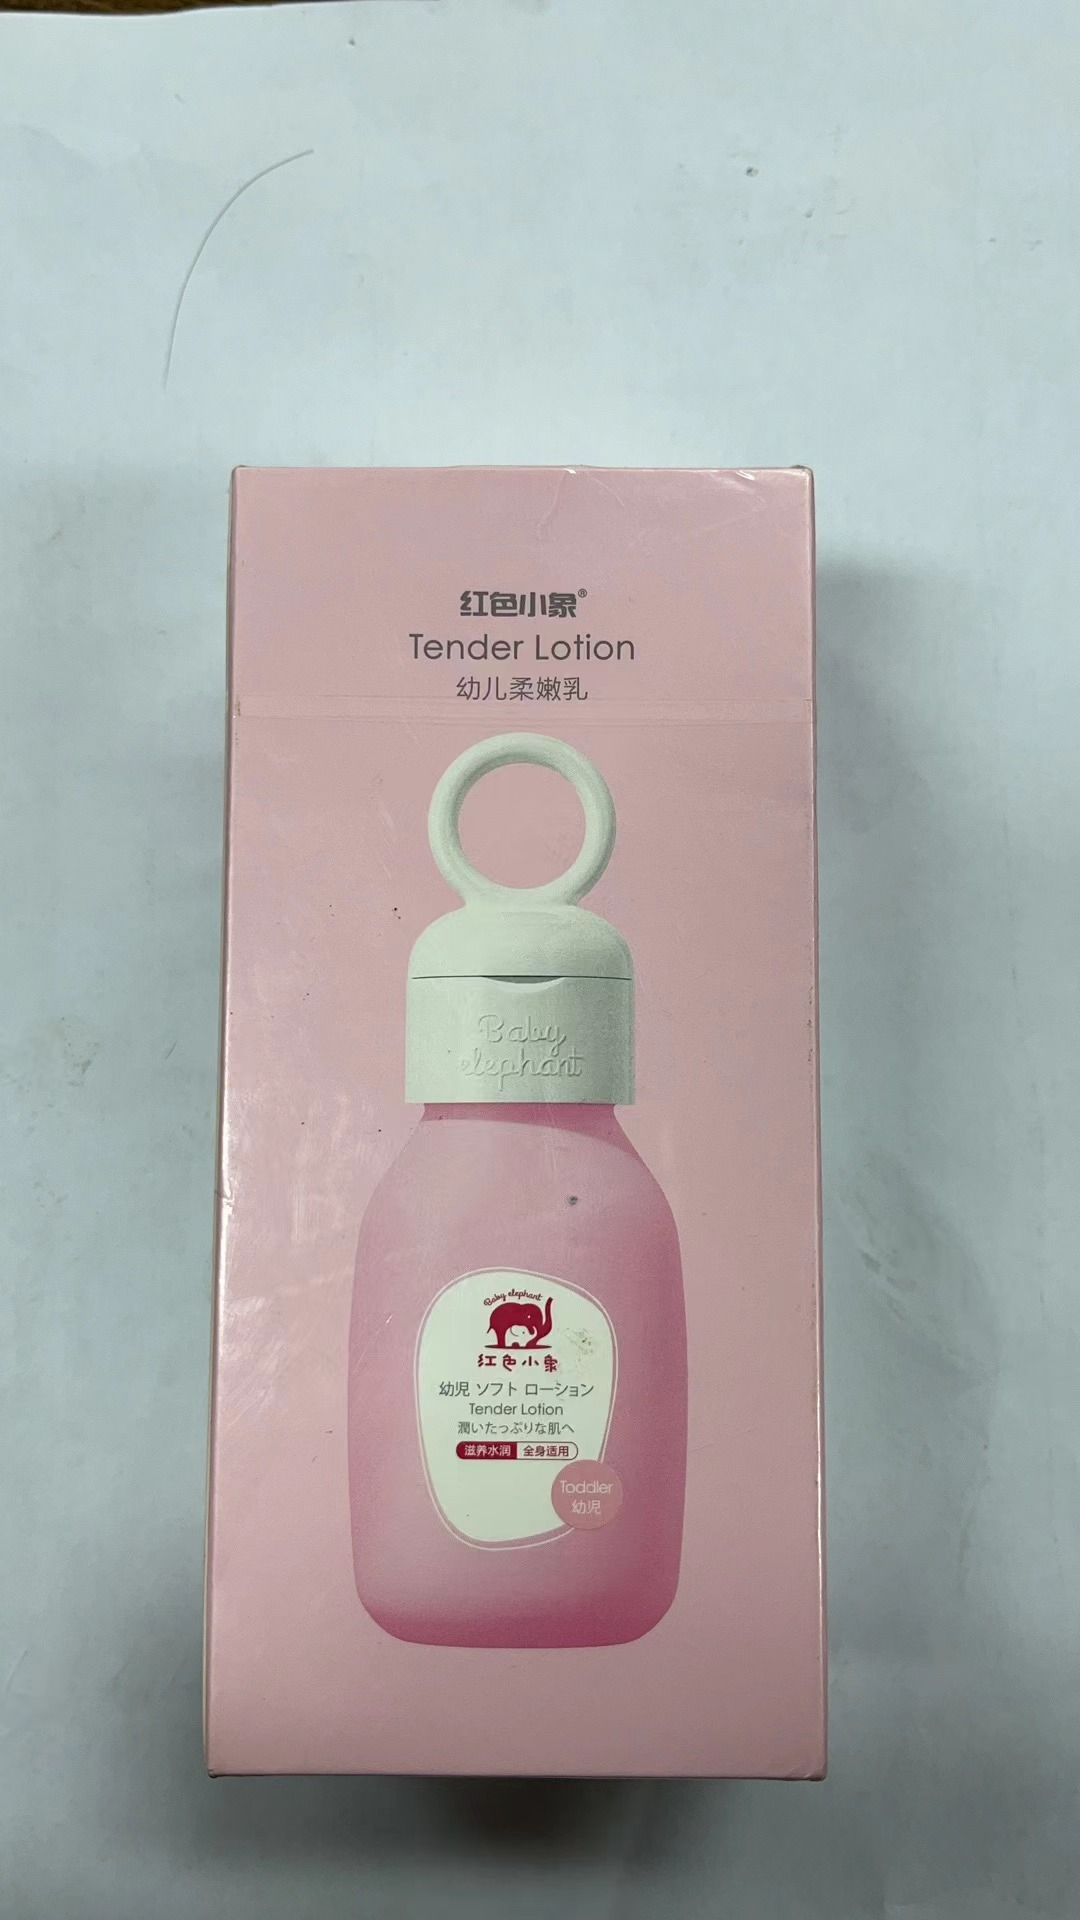 红色小象®
Tender Lotion
幼儿柔嫩乳
Baby
elephant
Baby elephant
红色小象
幼児 ソフト ローション
Tender Lotion
潤いたっぷりな肌へ
滋养水润 全身适用
Toddler
幼児